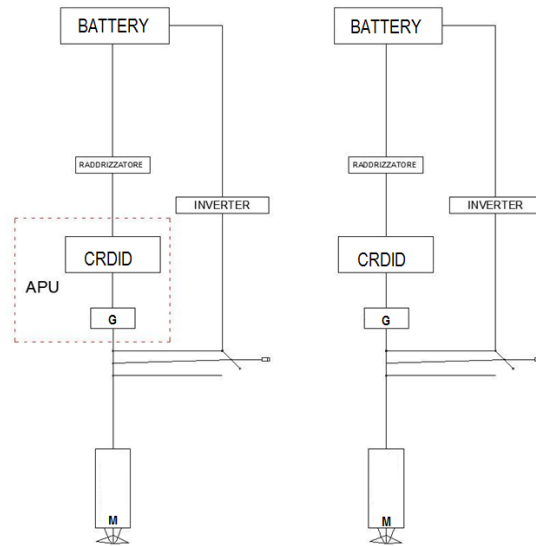 BATTERY
BATTERY
RADDRIZZATORE
RADDRIZZATORE
INVERTER
INVERTER
CRDID
CRDID
APU
G
G
M
M